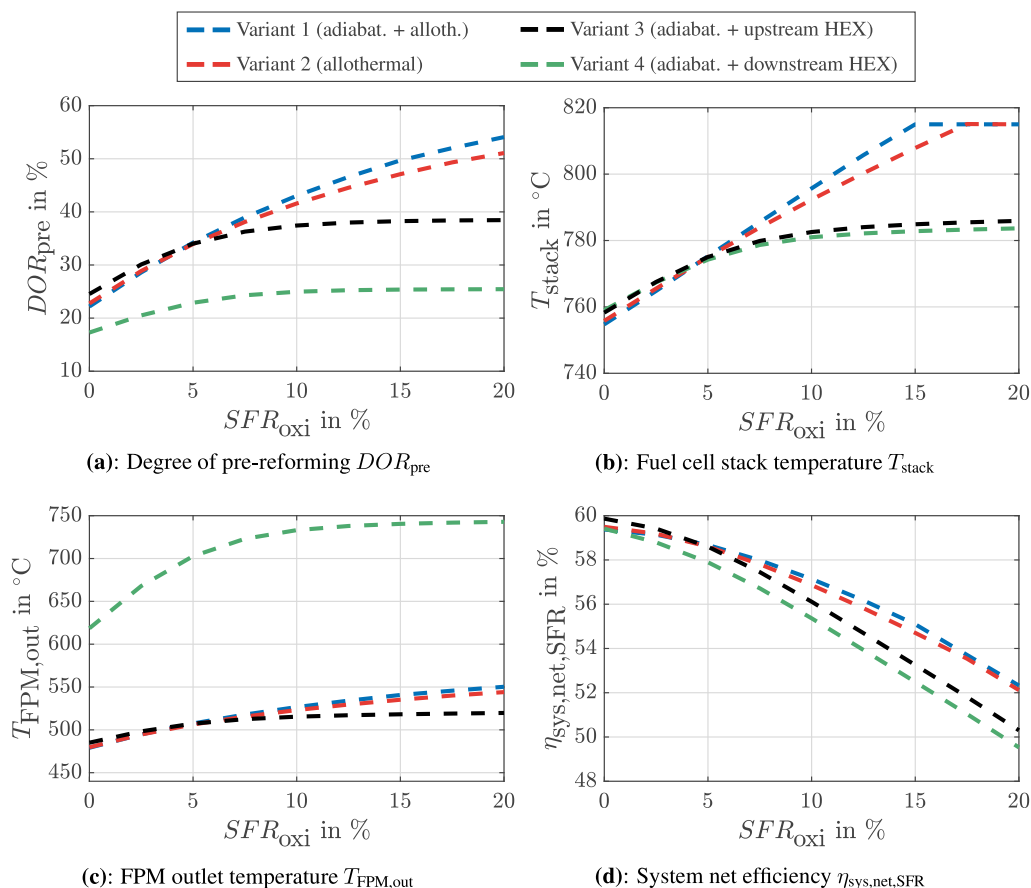 Variant 1 (adiabat. + alloth.)
Variant 3 (adiabat. + upstream HEX)
Variant 2 (allothermal)
Variant 4 (adiabat. + downstream HEX)
60
50
40
30
20
10
DOR_pre in %
0 5 10 15 20
SFR_oxi in %
(a): Degree of pre-reforming DOR_pre
820
800
780
760
740
T_stack in °C
0 5 10 15 20
SFR_oxi in %
(b): Fuel cell stack temperature T_stack
750
700
650
600
550
500
450
T_FPM,out in °C
0 5 10 15 20
SFR_oxi in %
(c): FPM outlet temperature T_FPM,out
60
58
56
54
52
50
48
η_sys,net,SFR in %
0 5 10 15 20
SFR_oxi in %
(d): System net efficiency η_sys,net,SFR